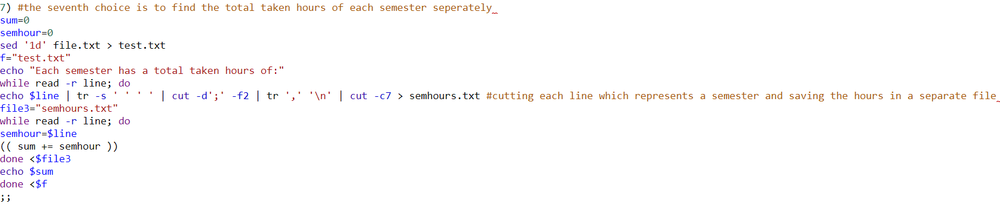 7) #the seventh choice is to find the total taken hours of each semester seperately
sum=0
semhour=0
sed '1d' file.txt > test.txt
f="test.txt"
echo "Each semester has a total taken hours of:"
while read -r line; do
echo $line | tr -s ' ' ' ' | cut -d';' -f2 | tr ',' '\n' | cut -c7 > semhours.txt #cutting each line which represents a semester and saving the hours in a separate file
file3="semhours.txt"
while read -r line; do
semhour=$line
(( sum += semhour ))
done <$file3
echo $sum
done <$f
;;